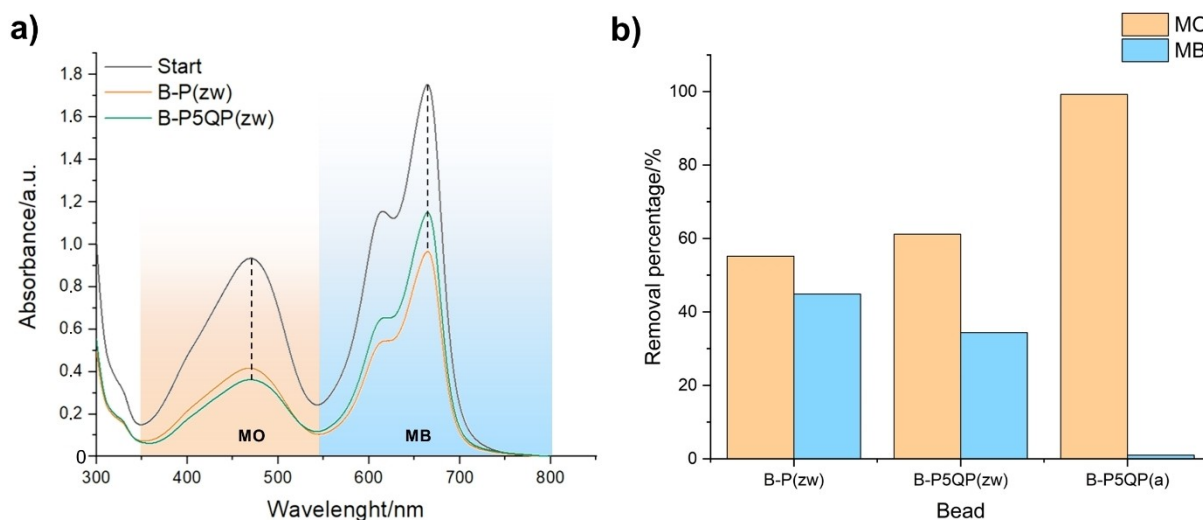 a)
Start
B-P(zw)
B-P5QP(zw)
Absorbance/a.u.
1.8
1.6
1.4
1.2
1.0
0.8
0.6
0.4
0.2
0
MO
MB
300 400 500 600 700 800
Wavelenght/nm
b)
MO
MB
Removal percentage/%
100
80
60
40
20
0
B-P(zw) B-P5QP(zw) B-P5QP(a)
Bead